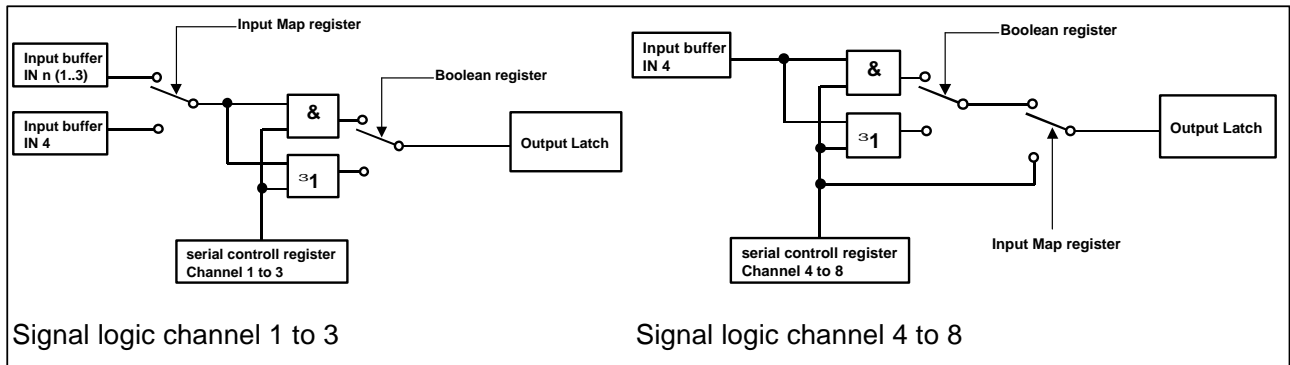 Input Map register
Input buffer
IN n (1..3)
Input buffer
IN 4
&
³1
Boolean register
Output Latch
serial controll register
Channel 1 to 3
Signal logic channel 1 to 3
Input buffer
IN 4
&
³1
Boolean register
Output Latch
Input Map register
serial controll register
Channel 4 to 8
Signal logic channel 4 to 8